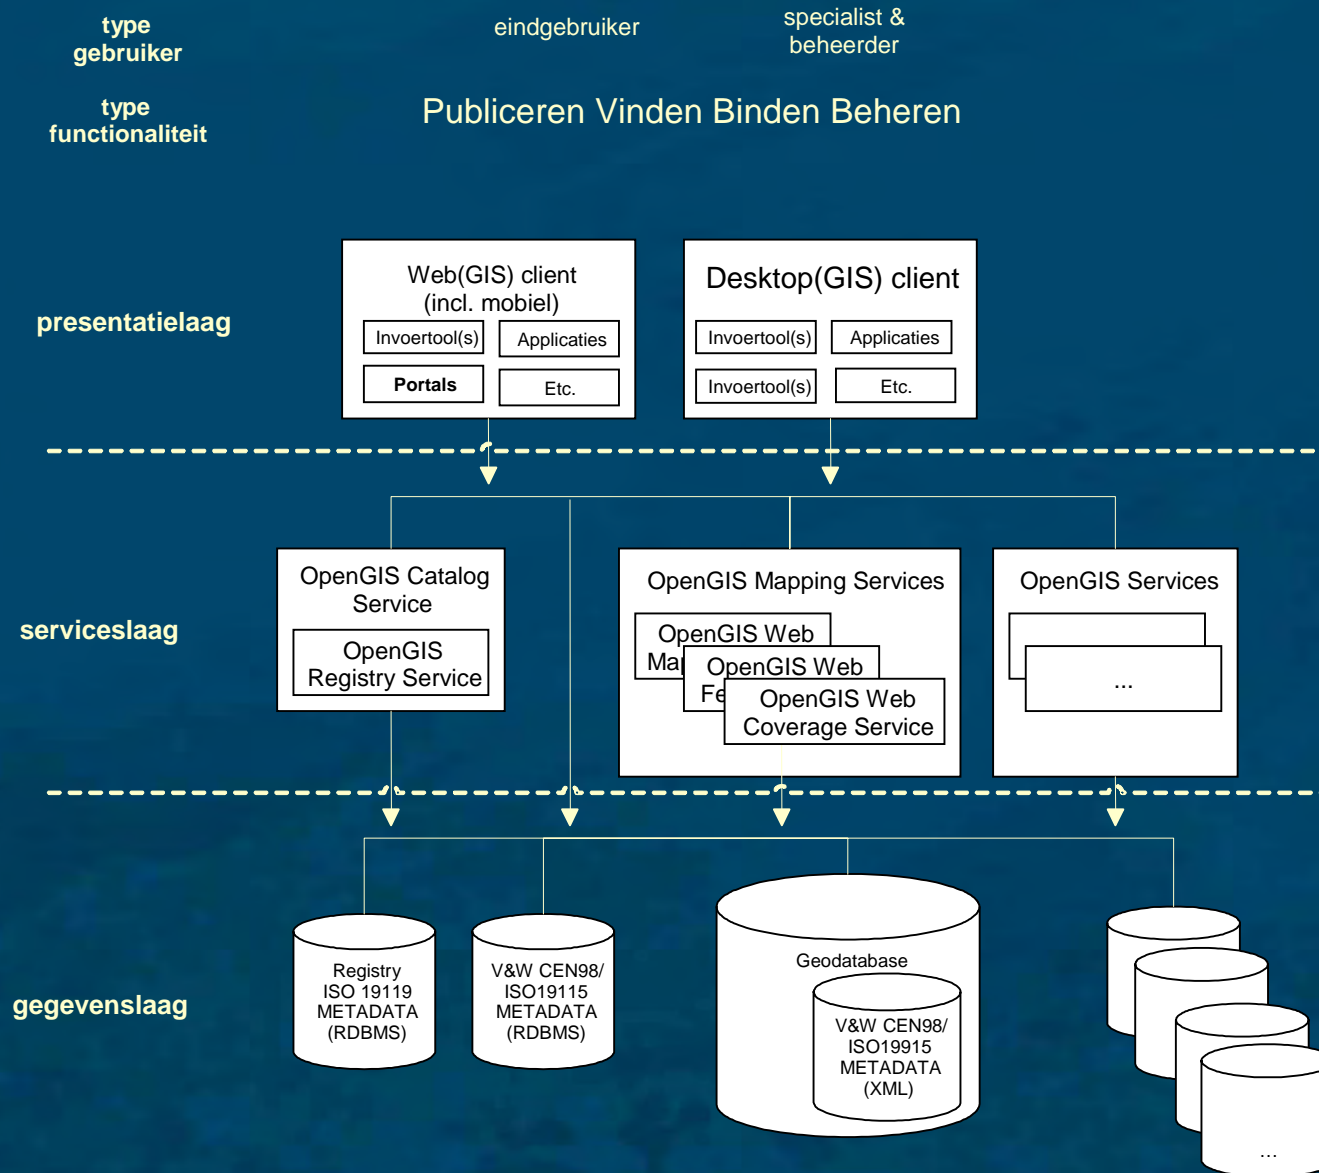 type
gebruiker
eindgebruiker
specialist &
beheerder
type
functionaliteit
Publiceren Vinden Binden Beheren
presentatielaag
Web(GIS) client
(incl. mobiel)
Invoertool(s)
Applicaties
Portals
Etc.
Desktop(GIS) client
Invoertool(s)
Applicaties
Invoertool(s)
Etc.
serviceslaag
OpenGIS Catalog
Service
OpenGIS
Registry Service
OpenGIS Mapping Services
OpenGIS Web
Map
OpenGIS Web
Fe
OpenGIS Web
Coverage Service
OpenGIS Services
...
gegevenslaag
Registry
ISO 19119
METADATA
(RDBMS)
V&W CEN98/
ISO19115
METADATA
(RDBMS)
Geodatabase
V&W CEN98/
ISO19915
METADATA
(XML)
...